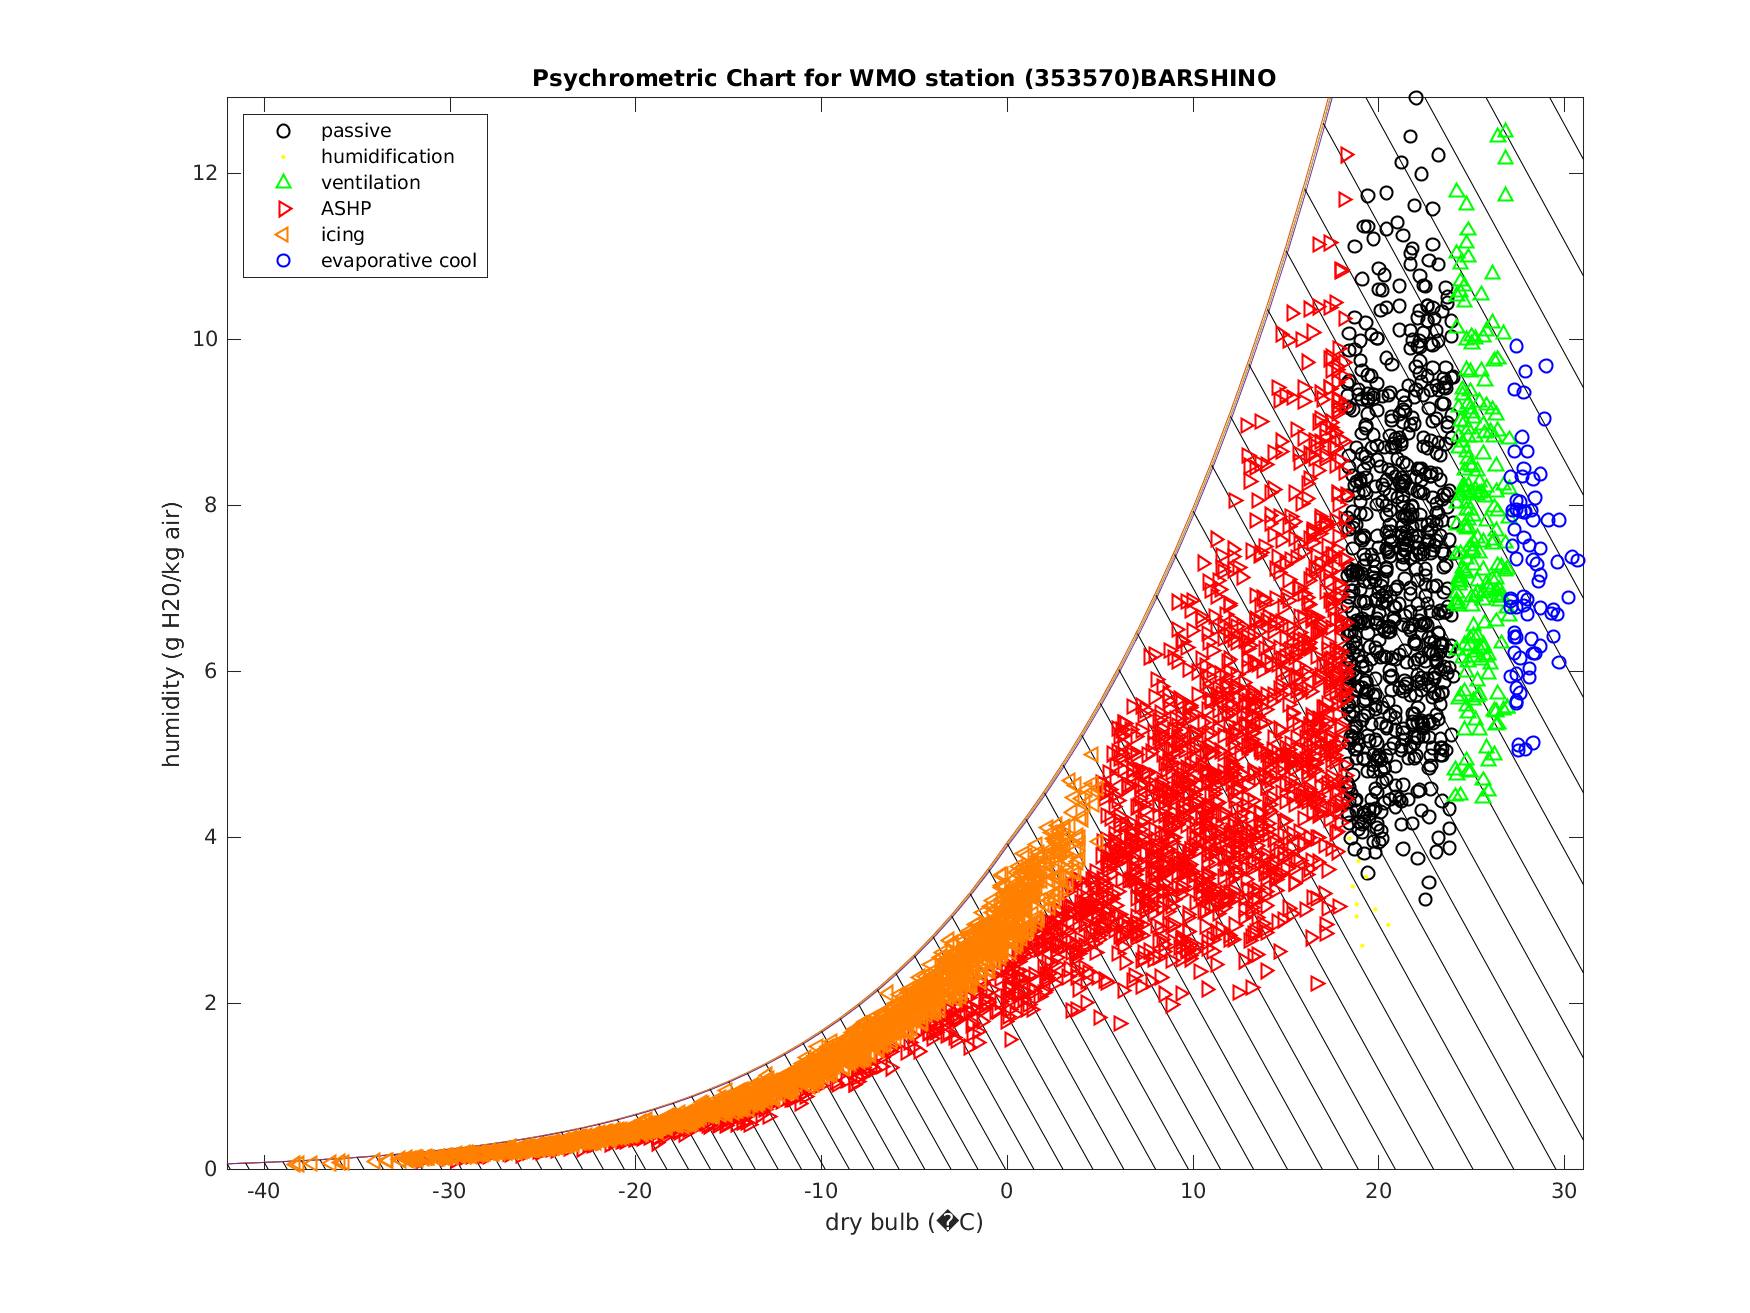 Psychrometric Chart for WMO station (353570)BARSHINO
passive
humidification
ventilation
ASHP
icing
evaporative cool
humidity (g H20/kg air)
12
10
8
6
4
2
0
-40 -30 -20 -10 0 10 20 30
dry bulb (�C)